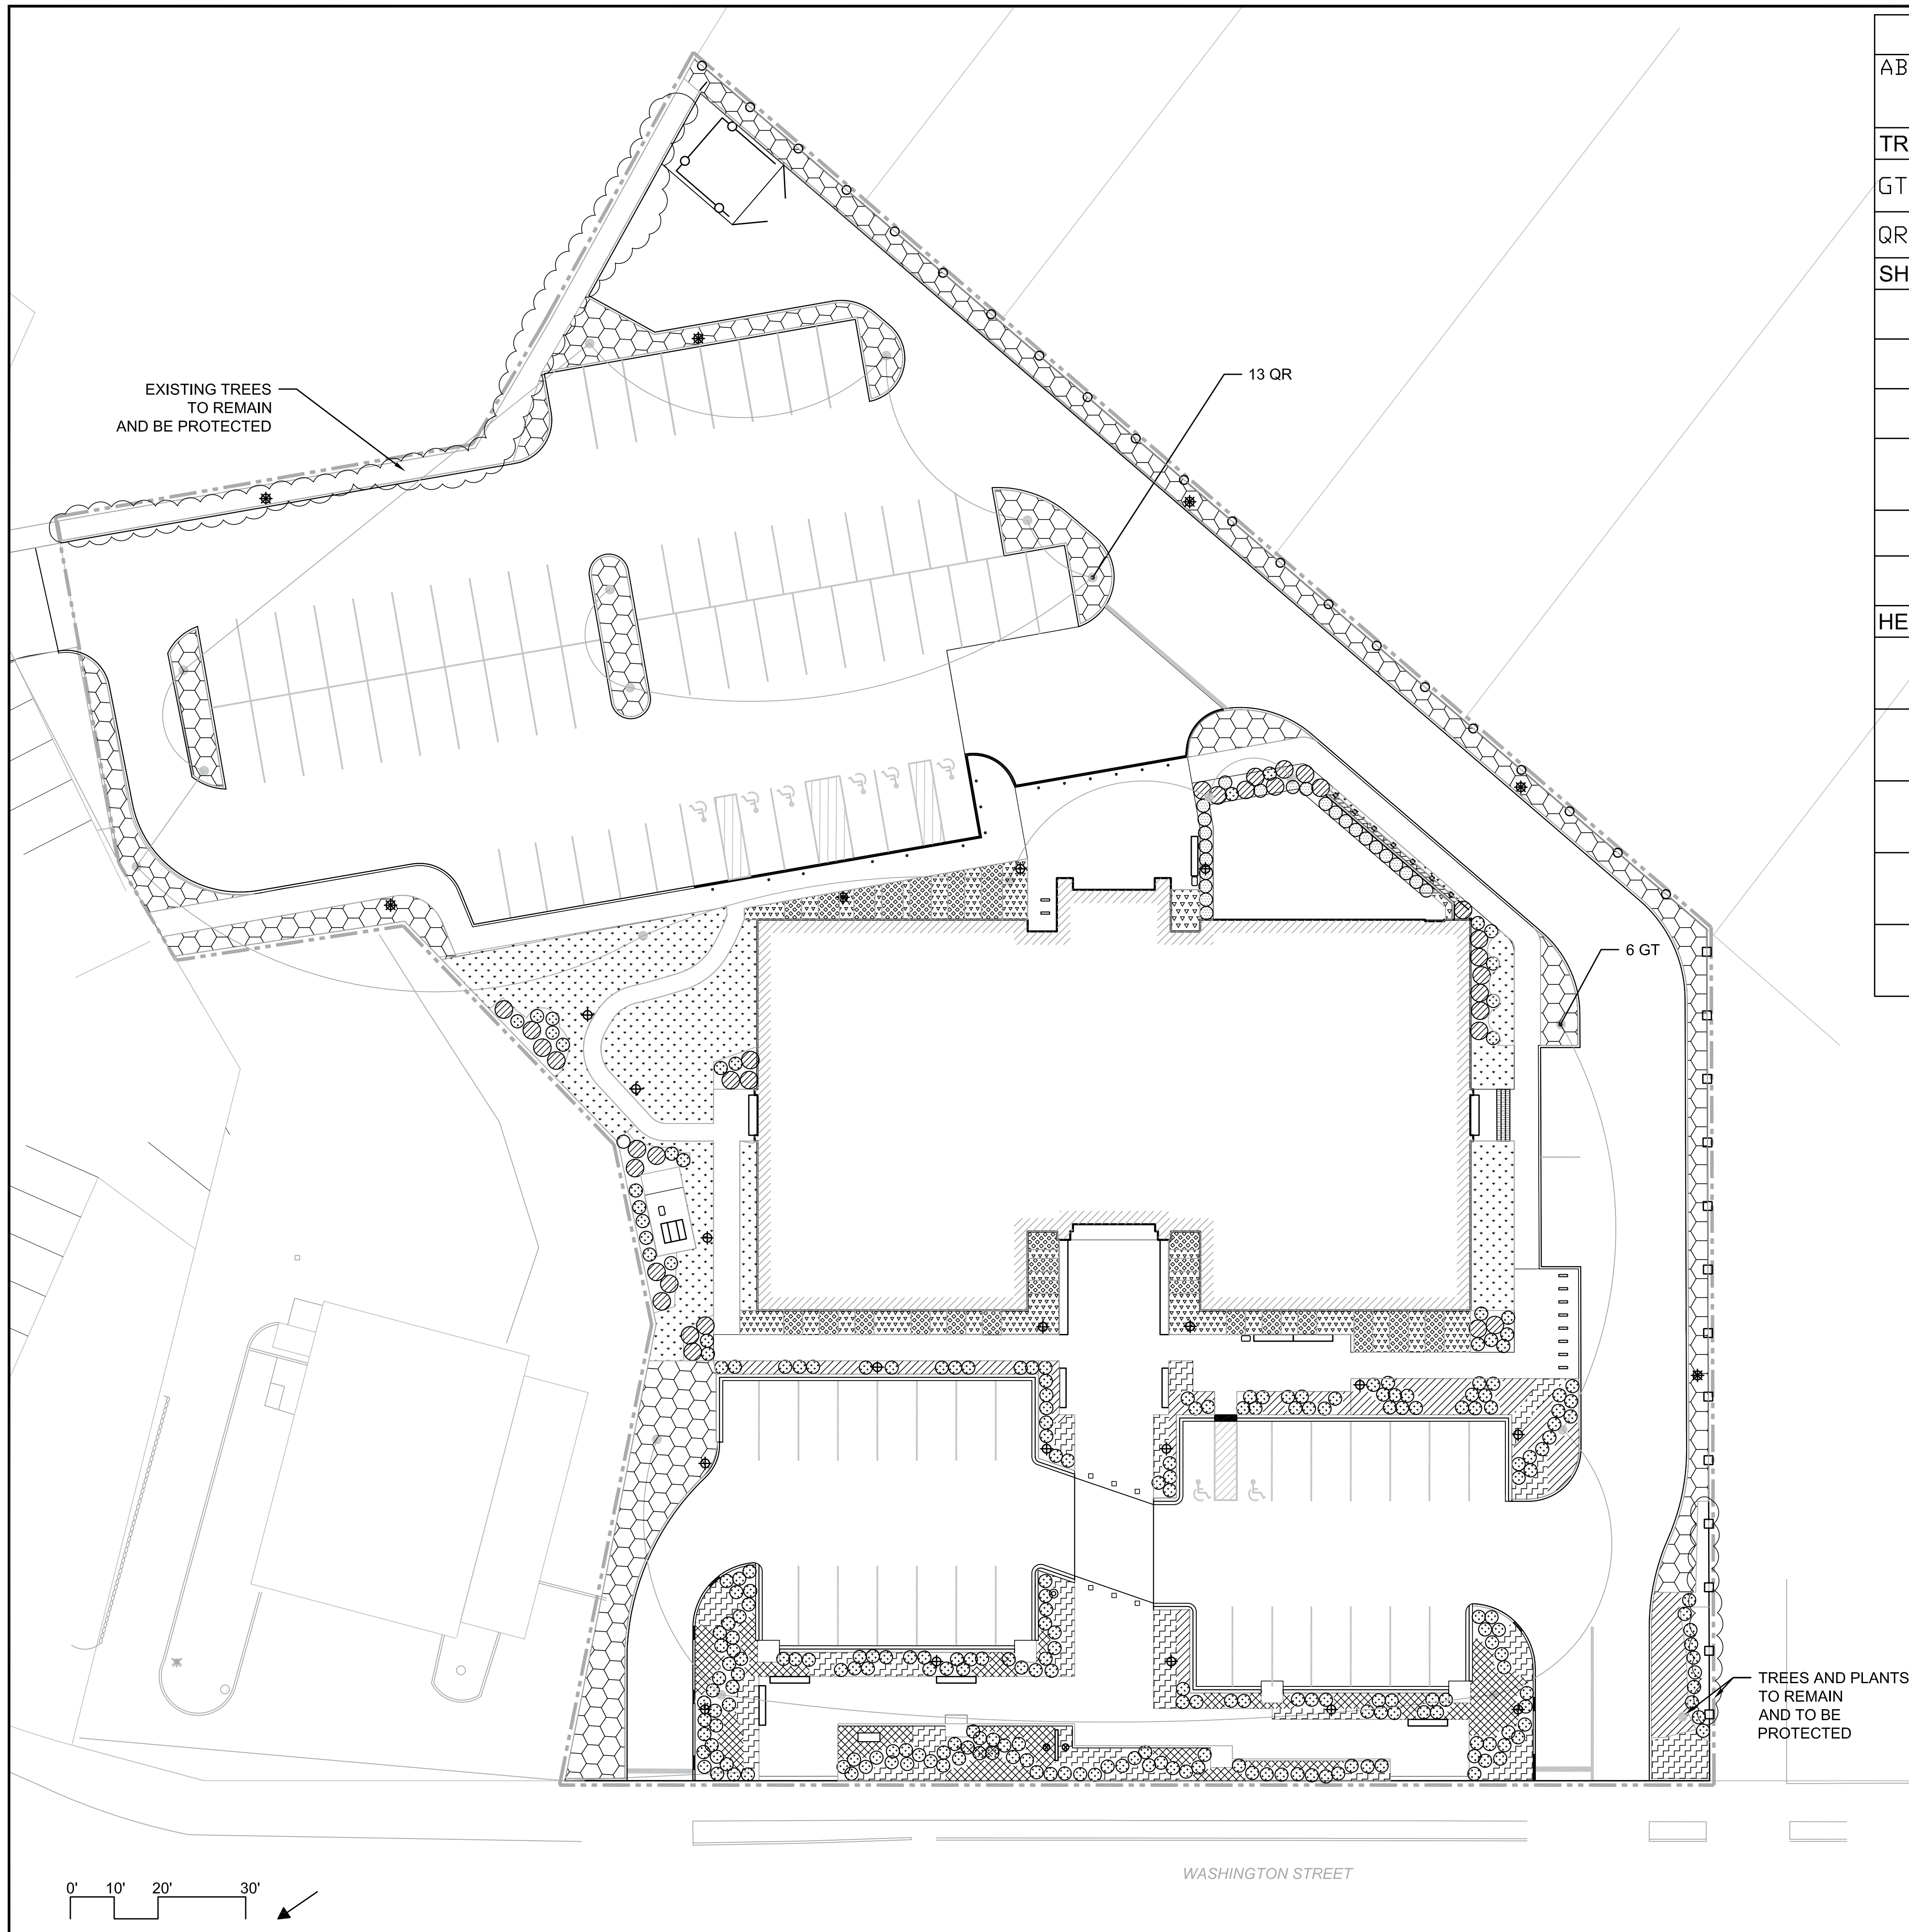 AB
TR
GT
QR
SH
HE
EXISTING TREES
TO REMAIN
AND BE PROTECTED
13 QR
6 GT
TREES AND PLANTS
TO REMAIN
AND TO BE
PROTECTED
WASHINGTON STREET
0' 10' 20' 30'